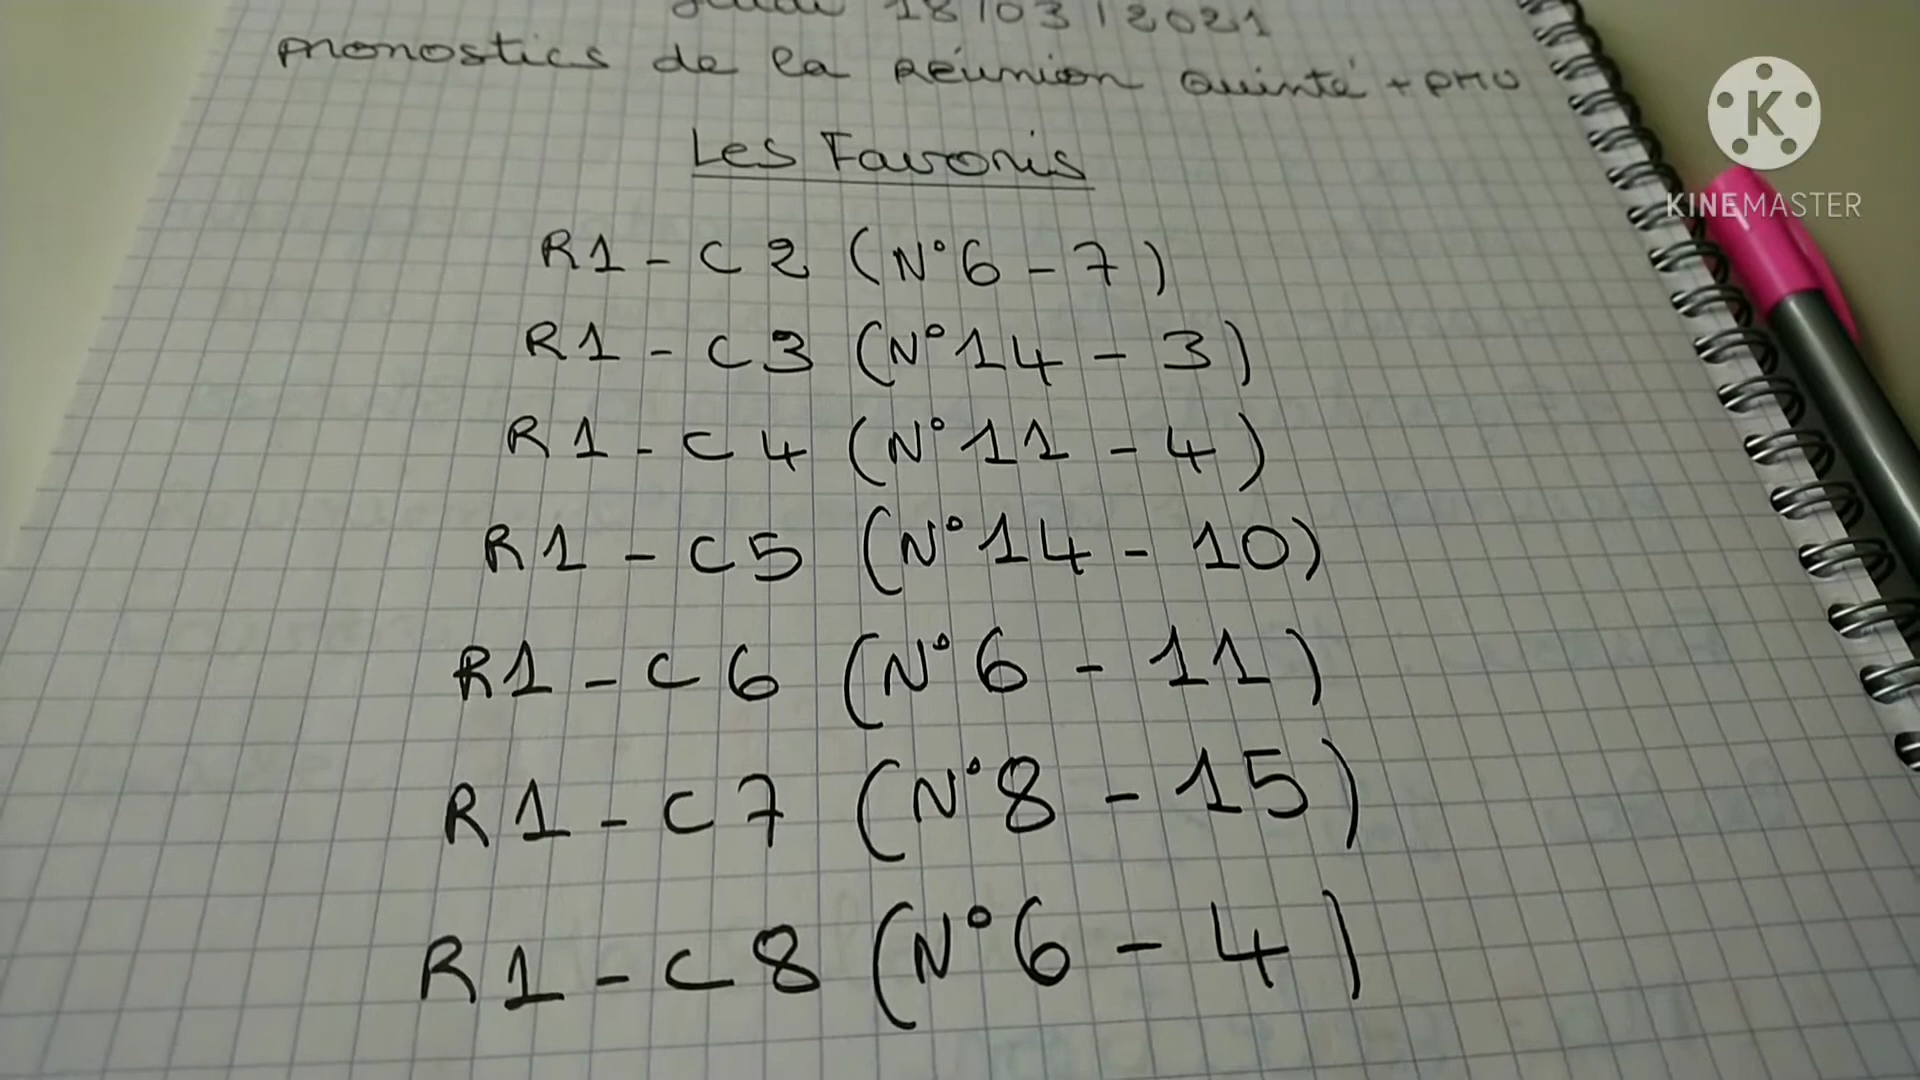 Jeudi 18/03/2021
pronostics de la réunion Quinté + PMU
Les Favoris
R1 - C2 (N°6 - 7)
R1 - C3 (N°14 - 3)
R1 - C4 (N°11 - 4)
R1 - C5 (N°14 - 10)
R1 - C6 (N°6 - 11)
R1 - C7 (N°8 - 15)
R1 - C8 (N°6 - 4)
K
KINEMASTER